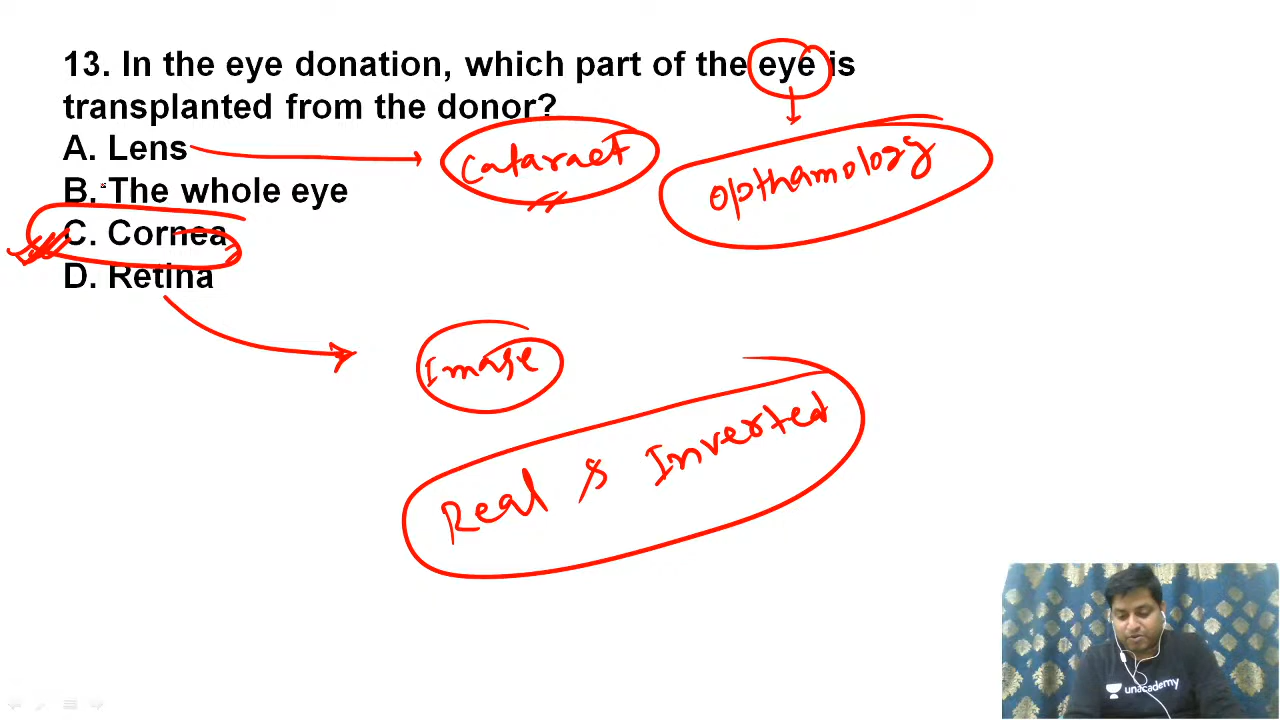 13. In the eye donation, which part of the eye is
transplanted from the donor?
A. Lens
Cataract
Opthamology
B. The whole eye
C. Cornea
D. Retina
Image
Real & Inverted
unacademy